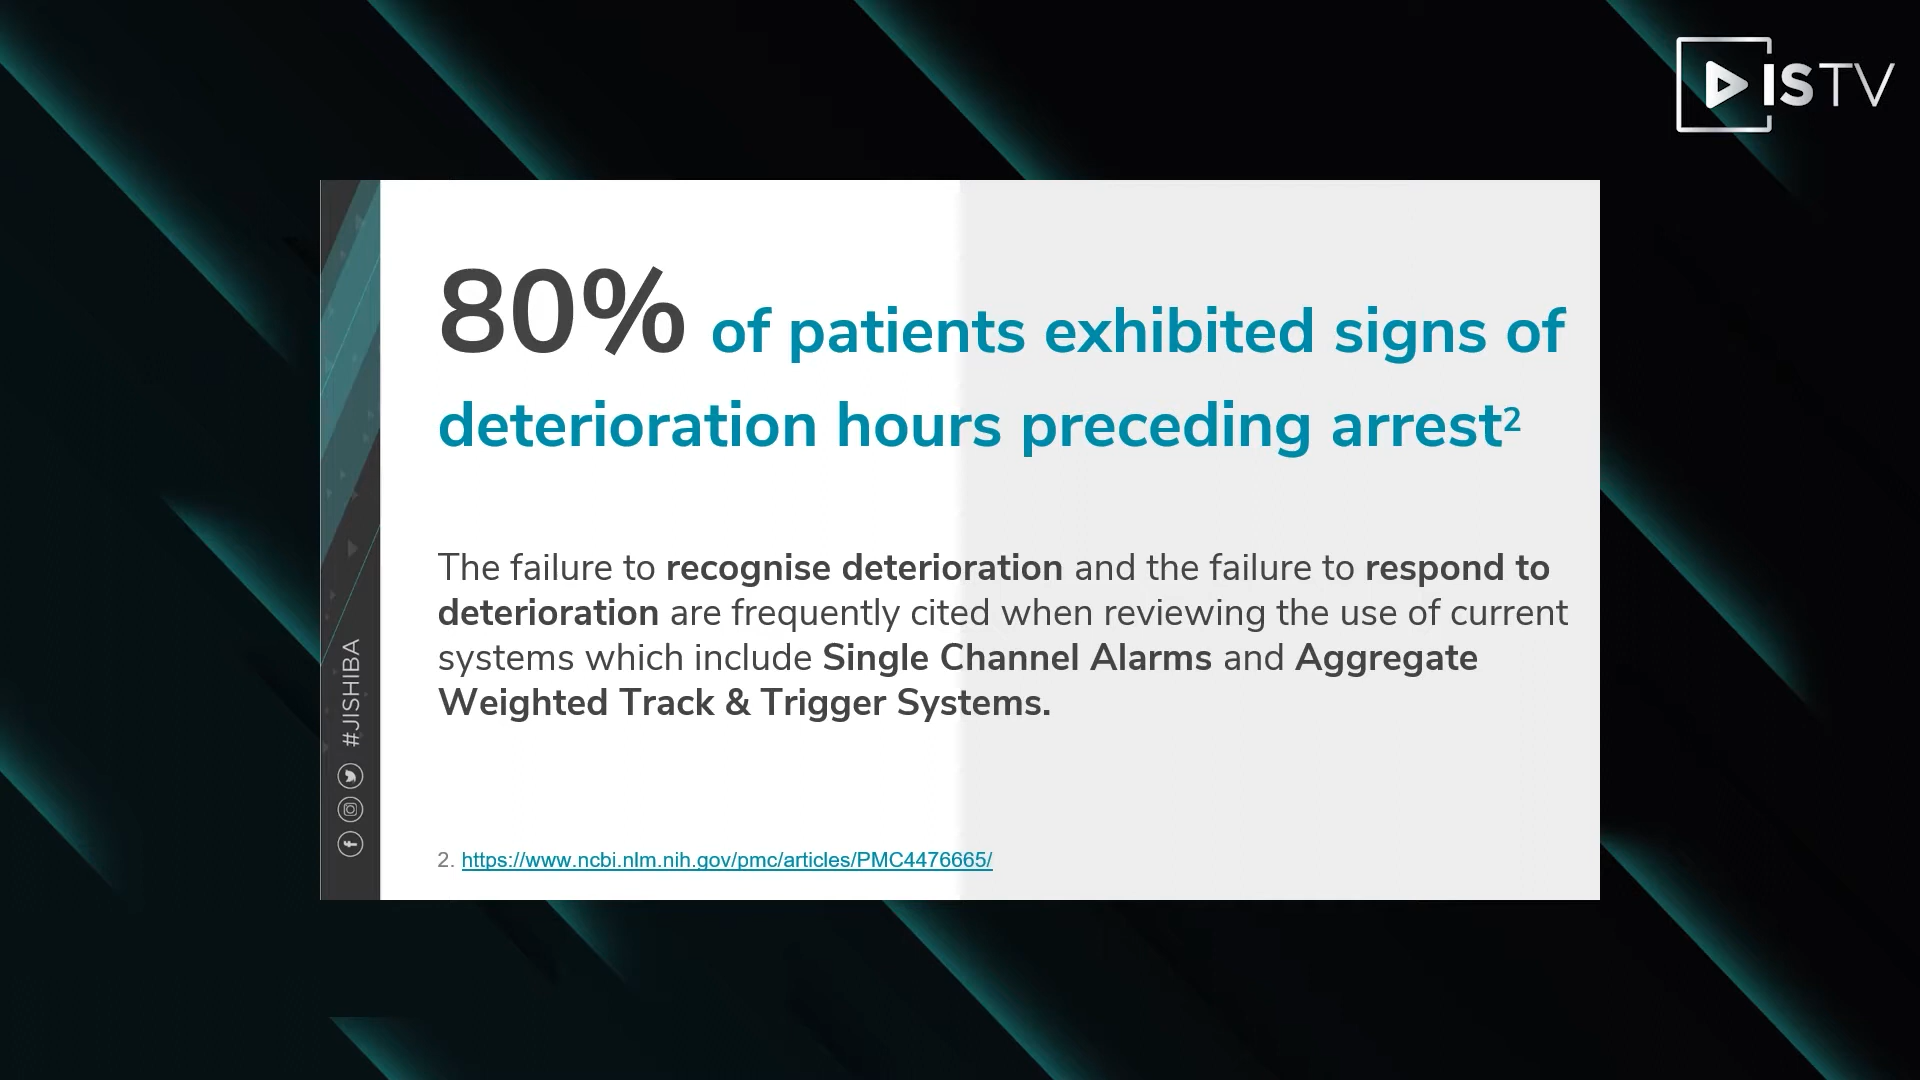 ISTV
80% of patients exhibited signs of
deterioration hours preceding arrest²
The failure to recognise deterioration and the failure to respond to
deterioration are frequently cited when reviewing the use of current
systems which include Single Channel Alarms and Aggregate
Weighted Track & Trigger Systems.
2. https://www.ncbi.nlm.nih.gov/pmc/articles/PMC4476665/
#JISHIBA